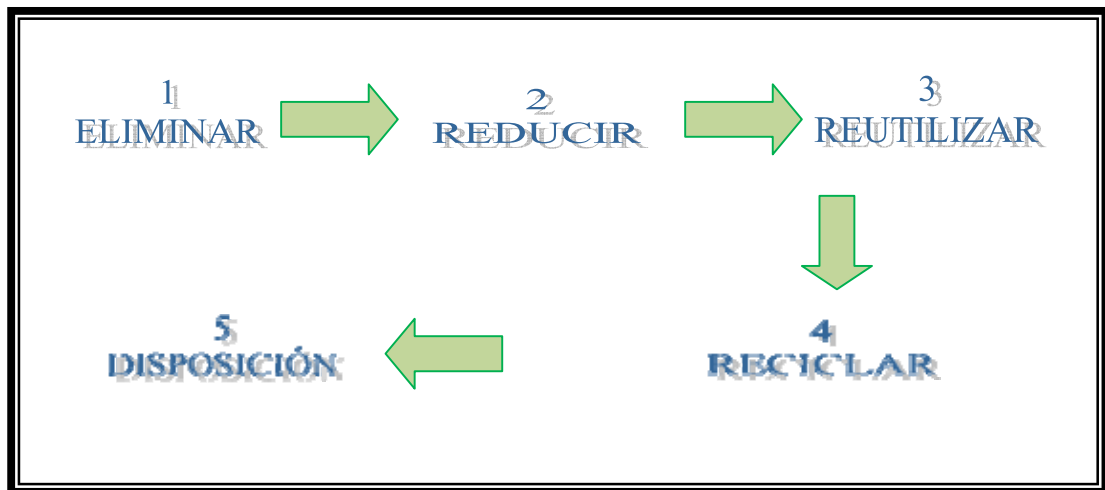 1
ELIMINAR
2
REDUCIR
3
REUTILIZAR
4
RECICLAR
5
DISPOSICIÓN